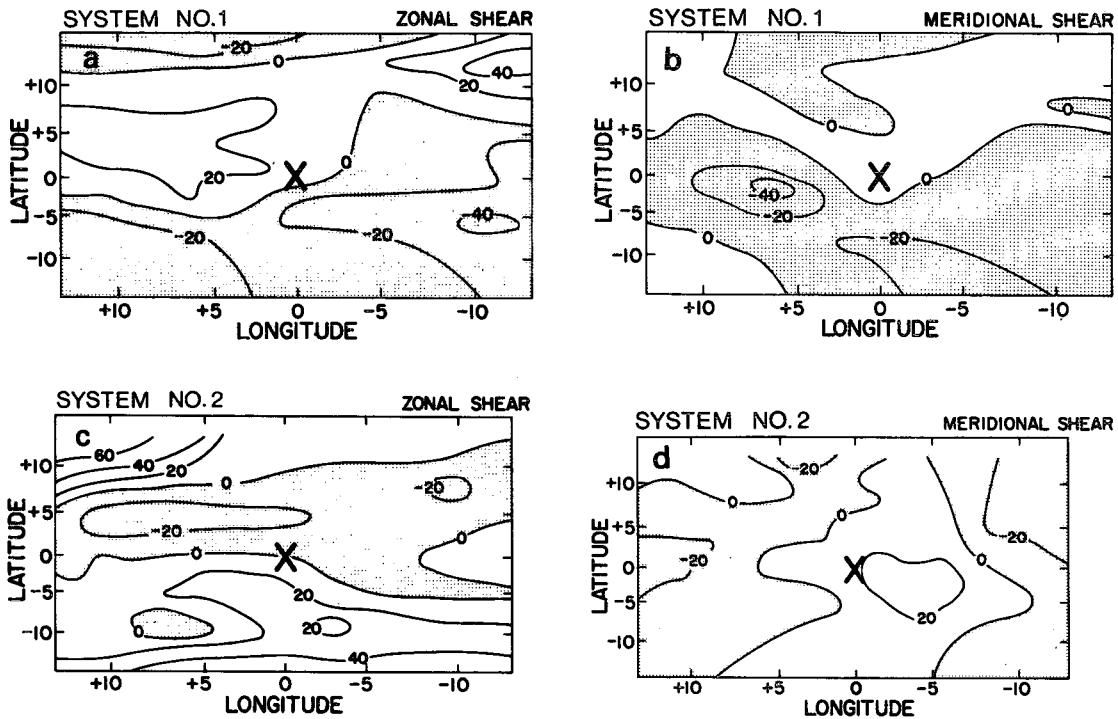 SYSTEM NO.1 ZONAL SHEAR
a
-20
0
40
20
+10
+5
0
-5
-10
LATITUDE
20
0
-20
-20
-40
X
+10 +5 0 -5 -10
LONGITUDE
SYSTEM NO.1 MERIDIONAL SHEAR
b
0
0
+10
+5
0
-5
-10
LATITUDE
-40
-20
0
0
-20
X
+10 +5 0 -5 -10
LONGITUDE
SYSTEM NO.2 ZONAL SHEAR
c
60
40
20
0
-20
-20
0
0
+10
+5
0
-5
-10
LATITUDE
X
20
0
20
40
+10 +5 0 -5 -10
LONGITUDE
SYSTEM NO.2 MERIDIONAL SHEAR
d
-20
0
0
-20
-20
0
+10
+5
0
-5
-10
LATITUDE
X
20
+10 +5 0 -5 -10
LONGITUDE